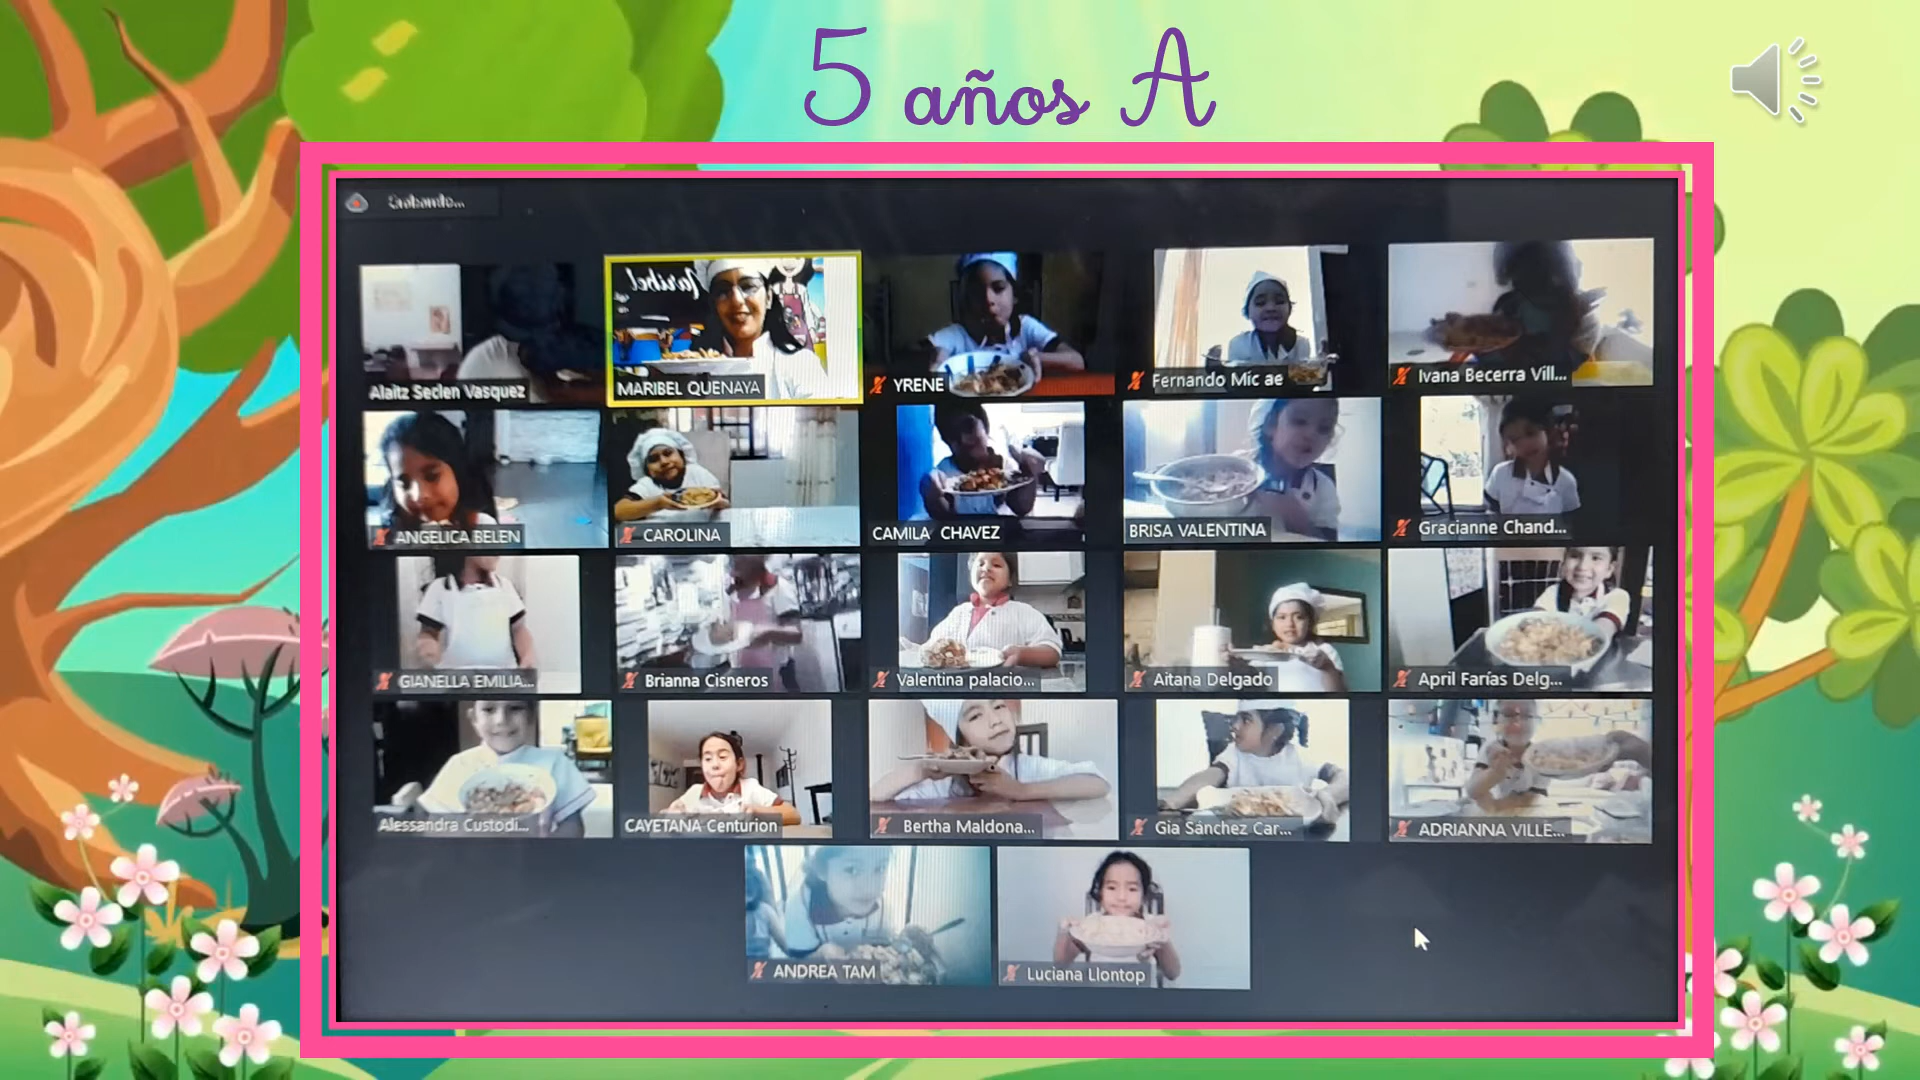 5 años A
Grabando...
Maribel
Alaitz Seclen Vasquez
MARIBEL QUENAYA
YRENE
Fernando Mic ae
Ivana Becerra Vill...
ANGELICA BELEN
CAROLINA
CAMILA CHAVEZ
BRISA VALENTINA
Gracianne Chand...
GIANELLA EMILIA...
Brianna Cisneros
Valentina palacio...
Aitana Delgado
April Farías Delg...
Alessandra Custodi...
CAYETANA Centurion
Bertha Maldona...
Gia Sánchez Car...
ADRIANNA VILLE...
ANDREA TAM
Luciana Llontop